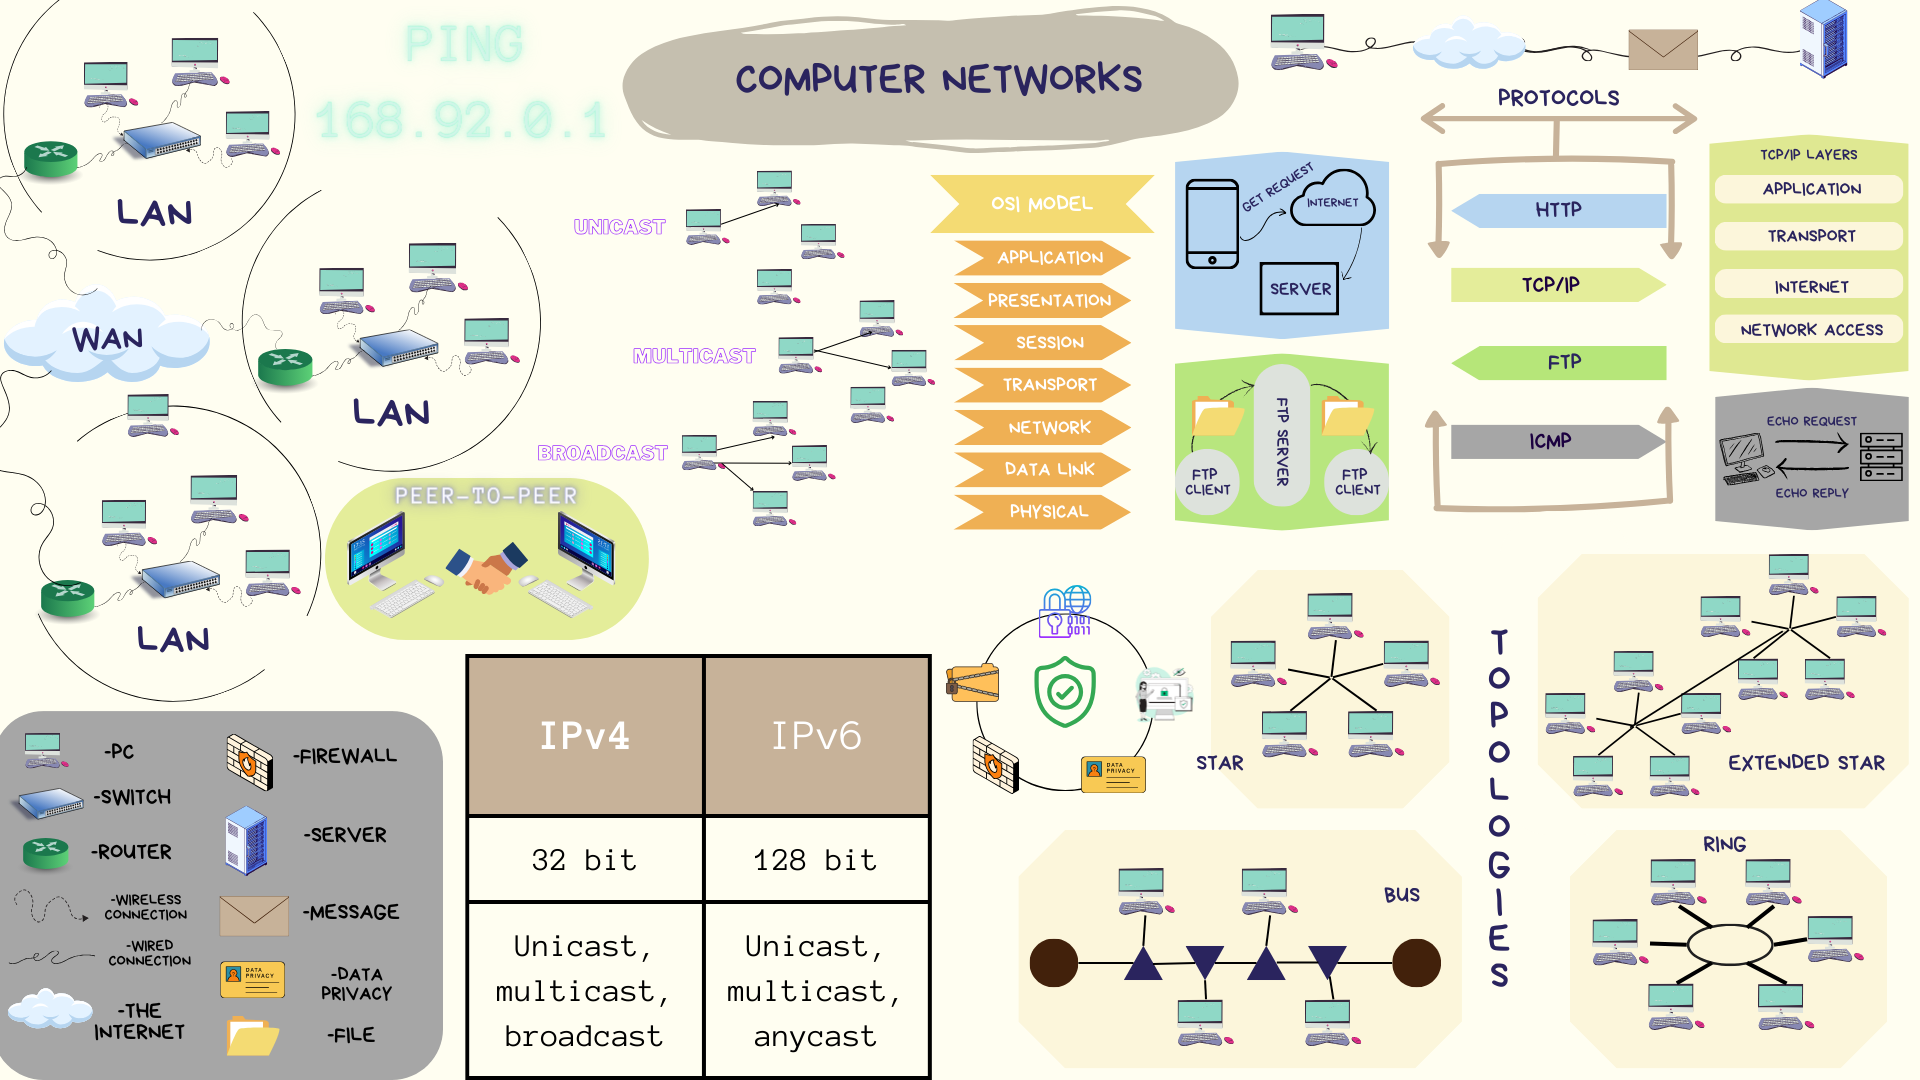 COMPUTER NETWORKS
PING
168.92.0.1
LAN
WAN
LAN
LAN
UNICAST
MULTICAST
BROADCAST
PEER-TO-PEER
OSI MODEL
APPLICATION
PRESENTATION
SESSION
TRANSPORT
NETWORK
DATA LINK
PHYSICAL
GET REQUEST
INTERNET
SERVER
FTP SERVER
FTP
CLIENT
FTP
CLIENT
PROTOCOLS
HTTP
TCP/IP
FTP
ICMP
TCP/IP LAYERS
APPLICATION
TRANSPORT
INTERNET
NETWORK ACCESS
ECHO REQUEST
ECHO REPLY
-PC
-SWITCH
-ROUTER
-WIRELESS
CONNECTION
-WIRED
CONNECTION
-THE
INTERNET
-FIREWALL
-SERVER
-MESSAGE
DATA
PRIVACY
-DATA
PRIVACY
-FILE
IPv4
IPv6
32 bit
128 bit
Unicast,
multicast,
broadcast
Unicast,
multicast,
anycast
0101
0011
DATA
PRIVACY
TOPOLOGIES
STAR
EXTENDED STAR
BUS
RING